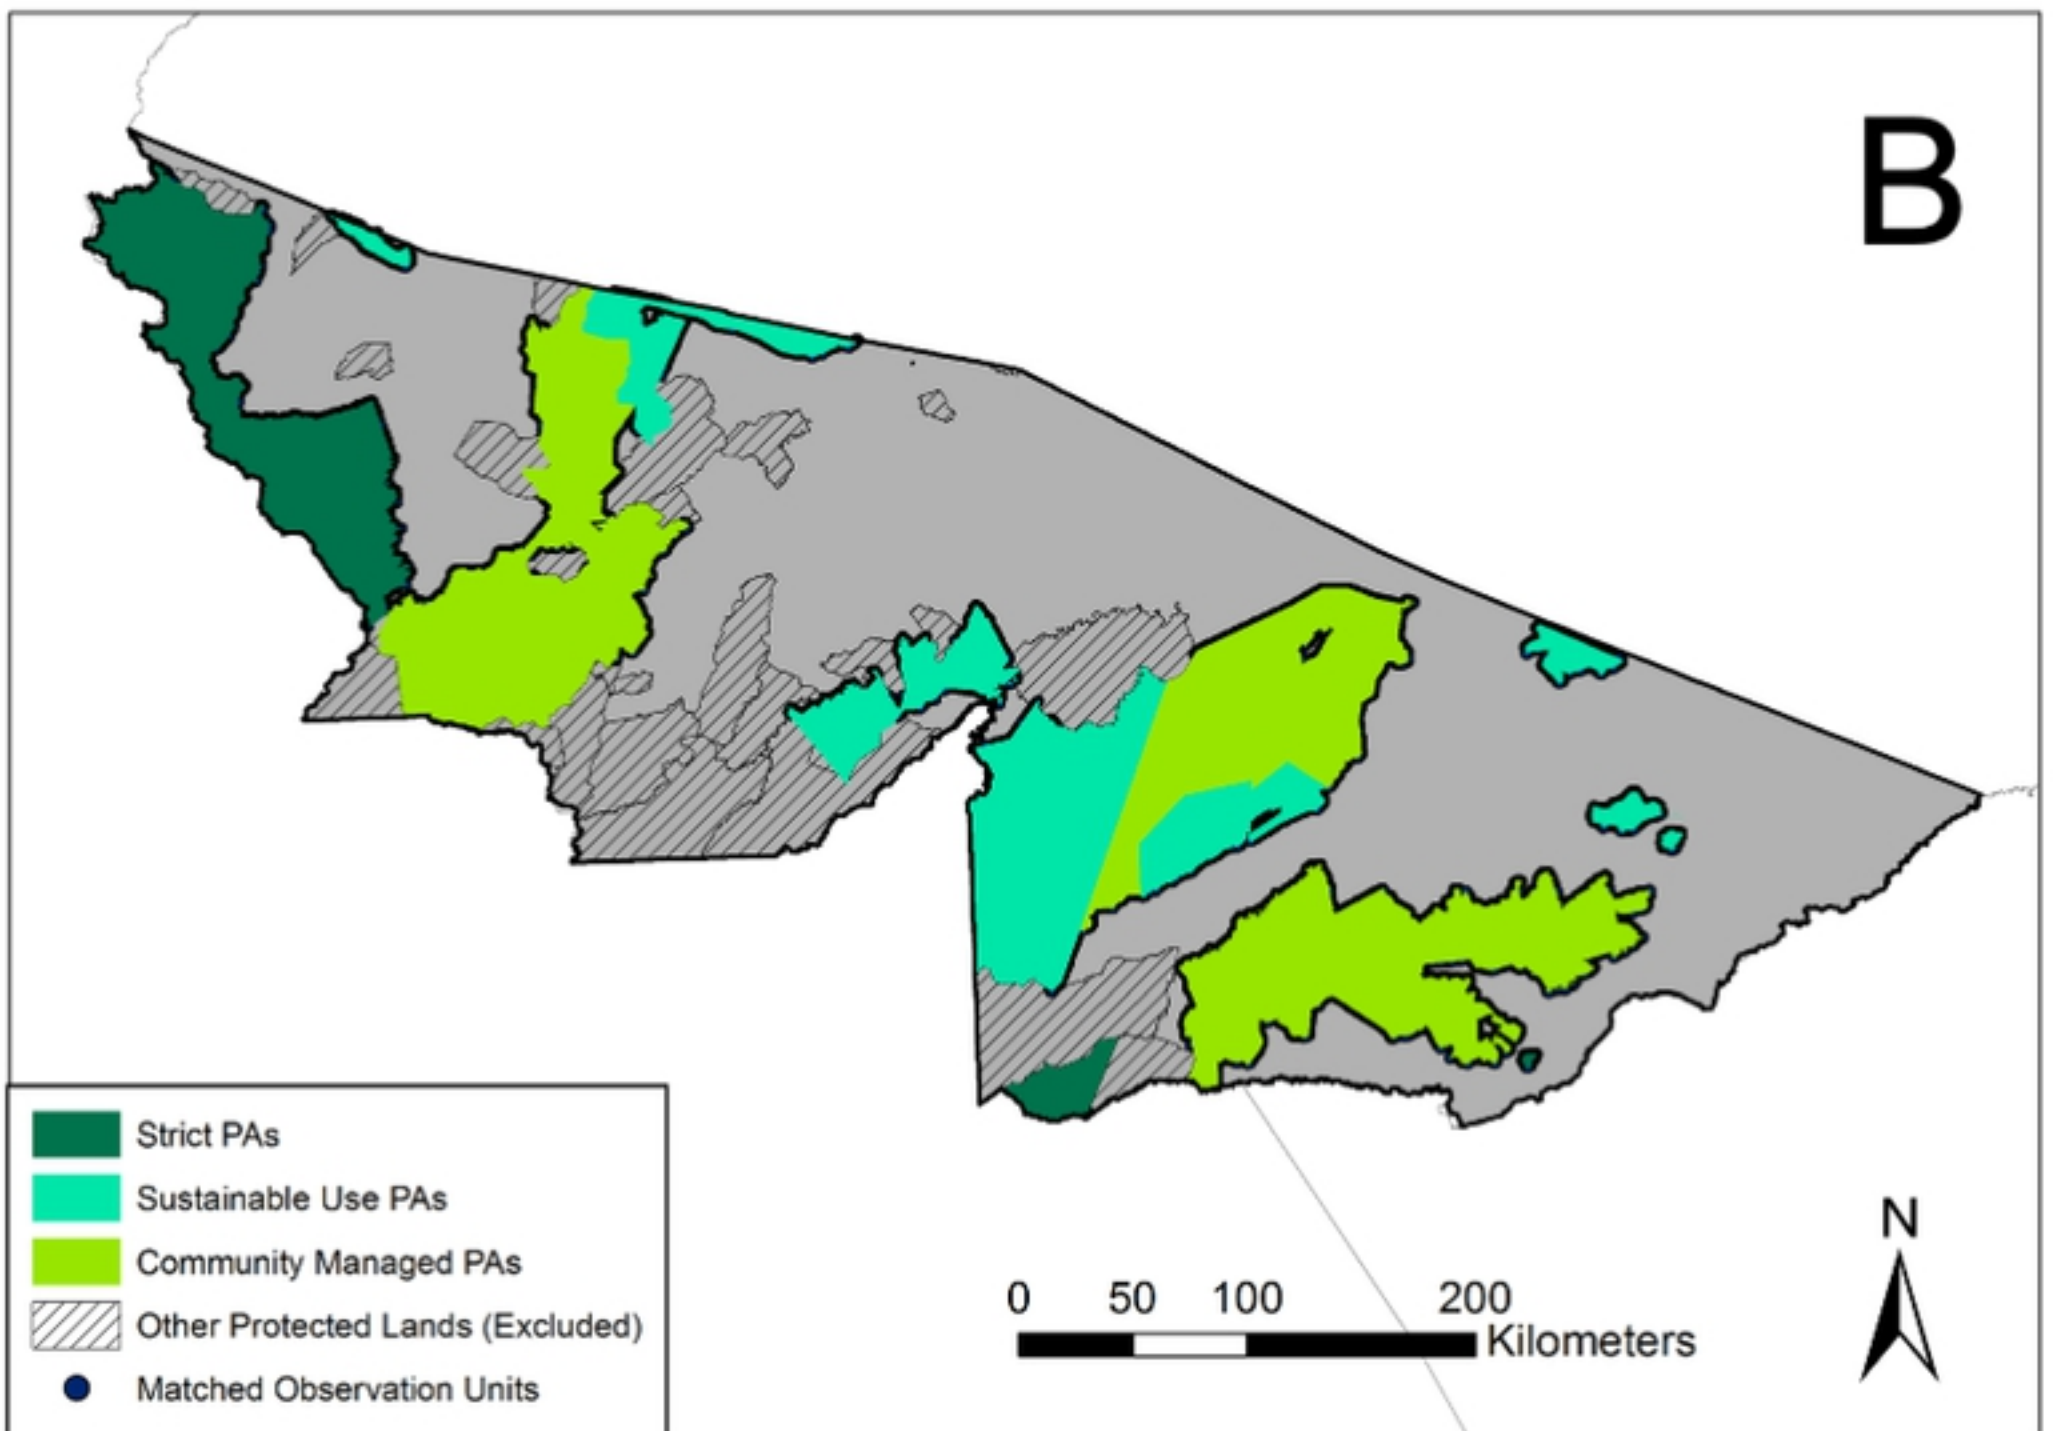 B
Strict PAs
Sustainable Use PAs
Community Managed PAs
Other Protected Lands (Excluded)
Matched Observation Units
0 50 100 200
Kilometers
N